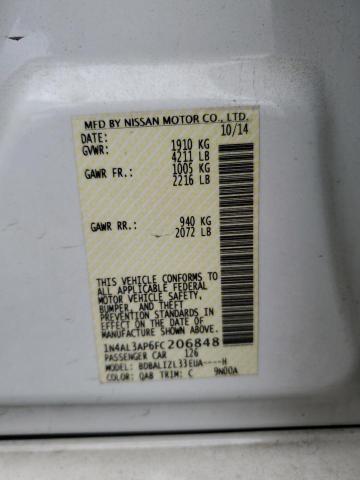 MFD BY NISSAN MOTOR CO., LTD.
DATE: 10/14
GVWR: 1910 KG
4211 LB
GAWR FR.: 1005 KG
2216 LB
GAWR RR.: 940 KG
2072 LB
THIS VEHICLE CONFORMS TO
ALL APPLICABLE FEDERAL
MOTOR VEHICLE SAFETY,
BUMPER, AND THEFT
PREVENTION STANDARDS IN
EFFECT ON THE DATE OF
MANUFACTURE SHOWN ABOVE.
1N4AL3AP6FC206848
PASSENGER CAR 126
MODEL: BDBALIZL33EUA----H
COLOR: QAB TRIM: C 9N00A